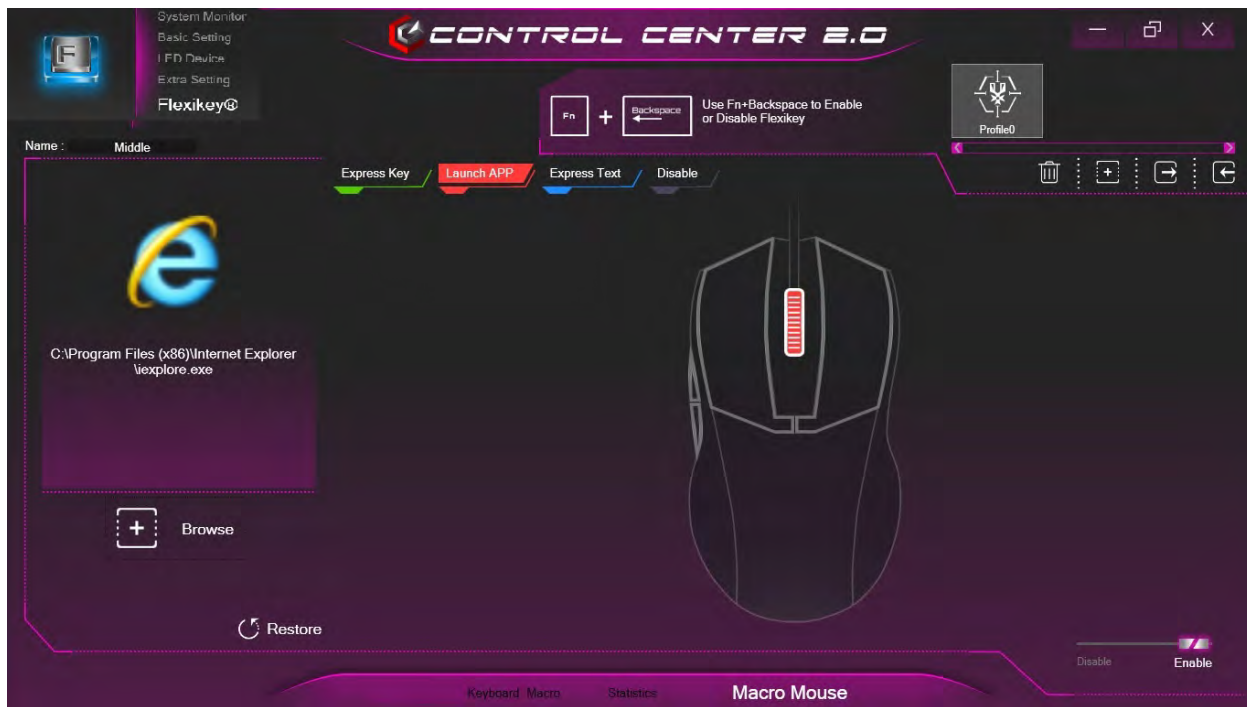 System Monitor
Basic Setting
LED Device
Extra Setting
Flexikey®
CONTROL CENTER 2.0
F
Fn + Backspace
Use Fn+Backspace to Enable
or Disable Flexikey
Profile0
Name : Middle
Express Key
Launch APP
Express Text
Disable
C:\Program Files (x86)\Internet Explorer
\iexplore.exe
Browse
Restore
Disable
Enable
Keyboard Macro
Statistics
Macro Mouse